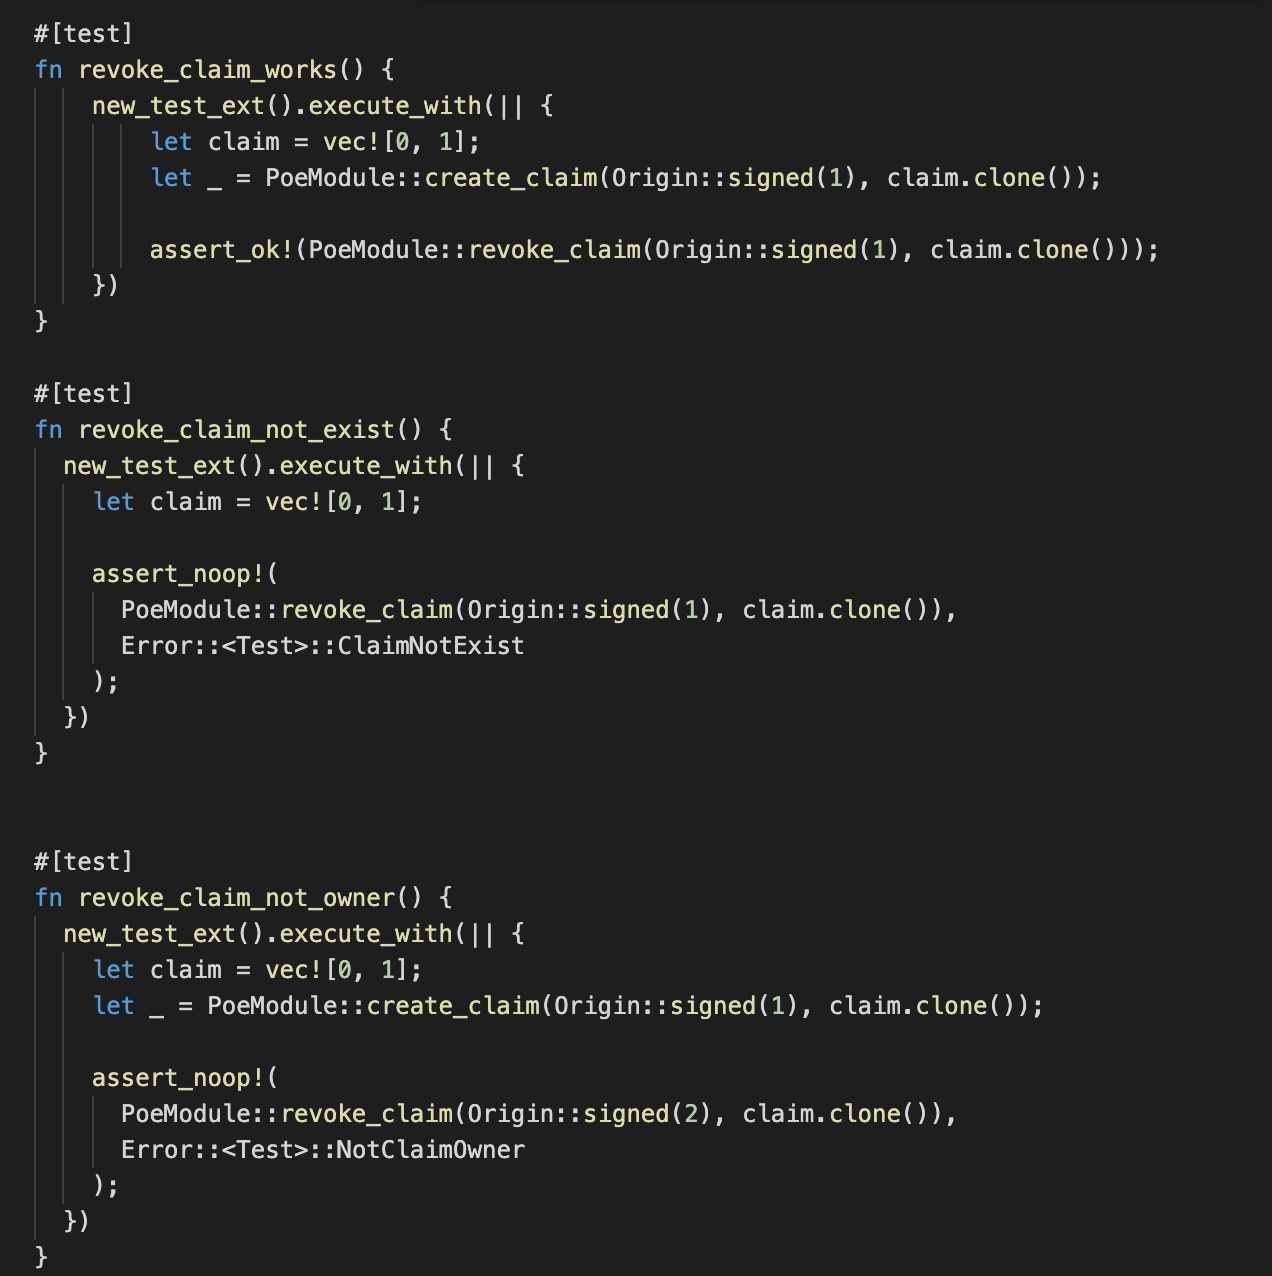 #[test]
fn revoke_claim_works() {
    new_test_ext().execute_with(|| {
        let claim = vec![0, 1];
        let _ = PoeModule::create_claim(Origin::signed(1), claim.clone());

        assert_ok!(PoeModule::revoke_claim(Origin::signed(1), claim.clone()));
    })
}

#[test]
fn revoke_claim_not_exist() {
  new_test_ext().execute_with(|| {
    let claim = vec![0, 1];

    assert_noop!(
      PoeModule::revoke_claim(Origin::signed(1), claim.clone()),
      Error::<Test>::ClaimNotExist
    );
  })
}


#[test]
fn revoke_claim_not_owner() {
  new_test_ext().execute_with(|| {
    let claim = vec![0, 1];
    let _ = PoeModule::create_claim(Origin::signed(1), claim.clone());

    assert_noop!(
      PoeModule::revoke_claim(Origin::signed(2), claim.clone()),
      Error::<Test>::NotClaimOwner
    );
  })
}